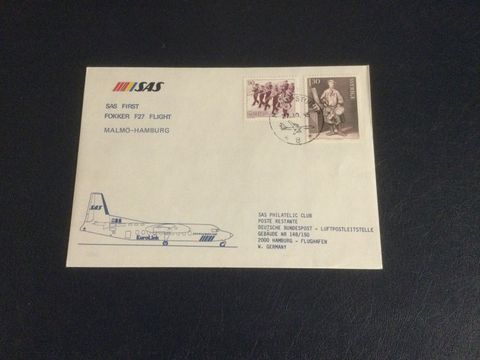 SAS
SAS FIRST
FOKKER F27 FLIGHT
MALMÖ-HAMBURG
SVERIGE
SAS
EuroLink
SAS PHILATELIC CLUB
POSTE RESTANTE
DEUTSCHE BUNDESPOST - LUFTPOSTLEITSTELLE
GEBÄUDE NR 148/190
2000 HAMBURG - FLUGHAFEN
W. GERMANY